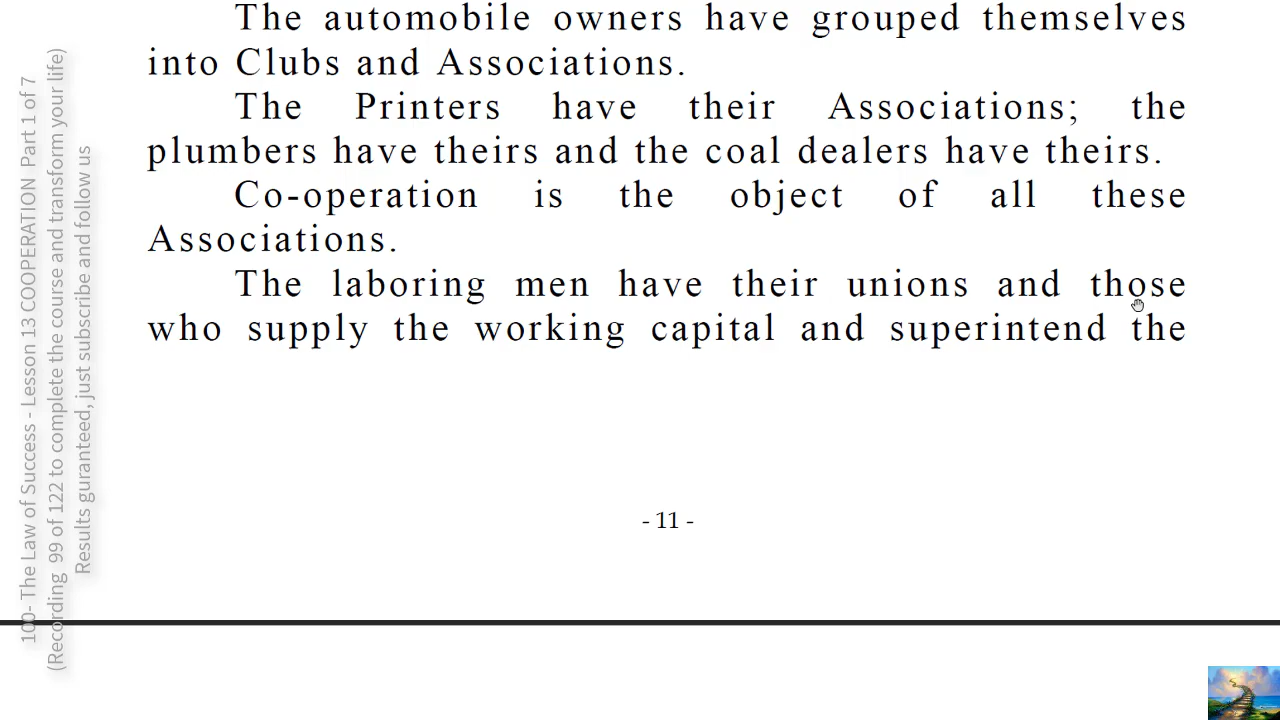 The automobile owners have grouped themselves
into Clubs and Associations.
The Printers have their Associations; the
plumbers have theirs and the coal dealers have theirs.
Co-operation is the object of all these
Associations.
The laboring men have their unions and those
who supply the working capital and superintend the
- 11 -
100- The Law of Success - Lesson 13 COOPERATION Part 1 of 7
(Recording 99 of 122 to complete the course and transform your life)
Results guranteed, just subscribe and follow us